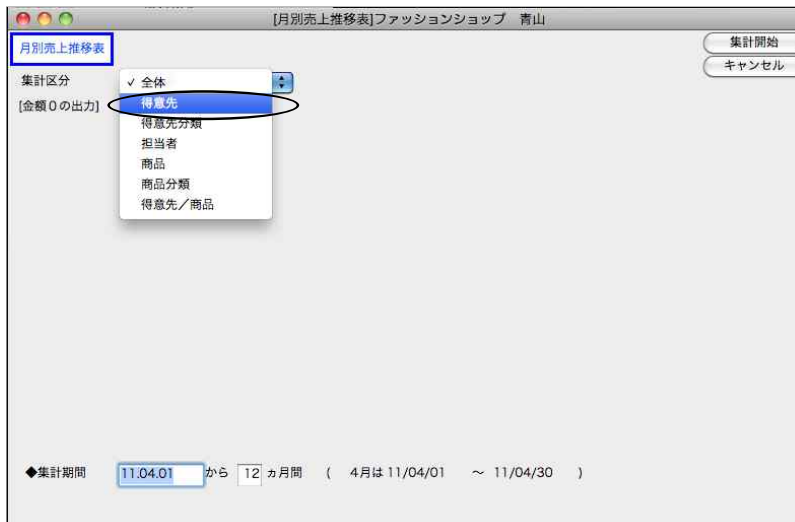 [月別売上推移表]ファッションショップ 青山
月別売上推移表
集計開始
キャンセル
集計区分
✓ 全体
[金額0の出力]
得意先
得意先分類
担当者
商品
商品分類
得意先／商品
◆集計期間 11.04.01 から 12 ヵ月間 ( 4月は 11/04/01 ～ 11/04/30 )